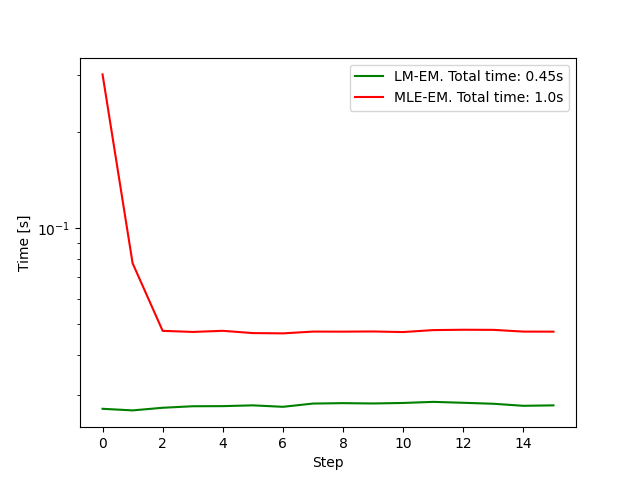 LM-EM. Total time: 0.45s
MLE-EM. Total time: 1.0s
Time [s]
10⁻¹
0 2 4 6 8 10 12 14
Step